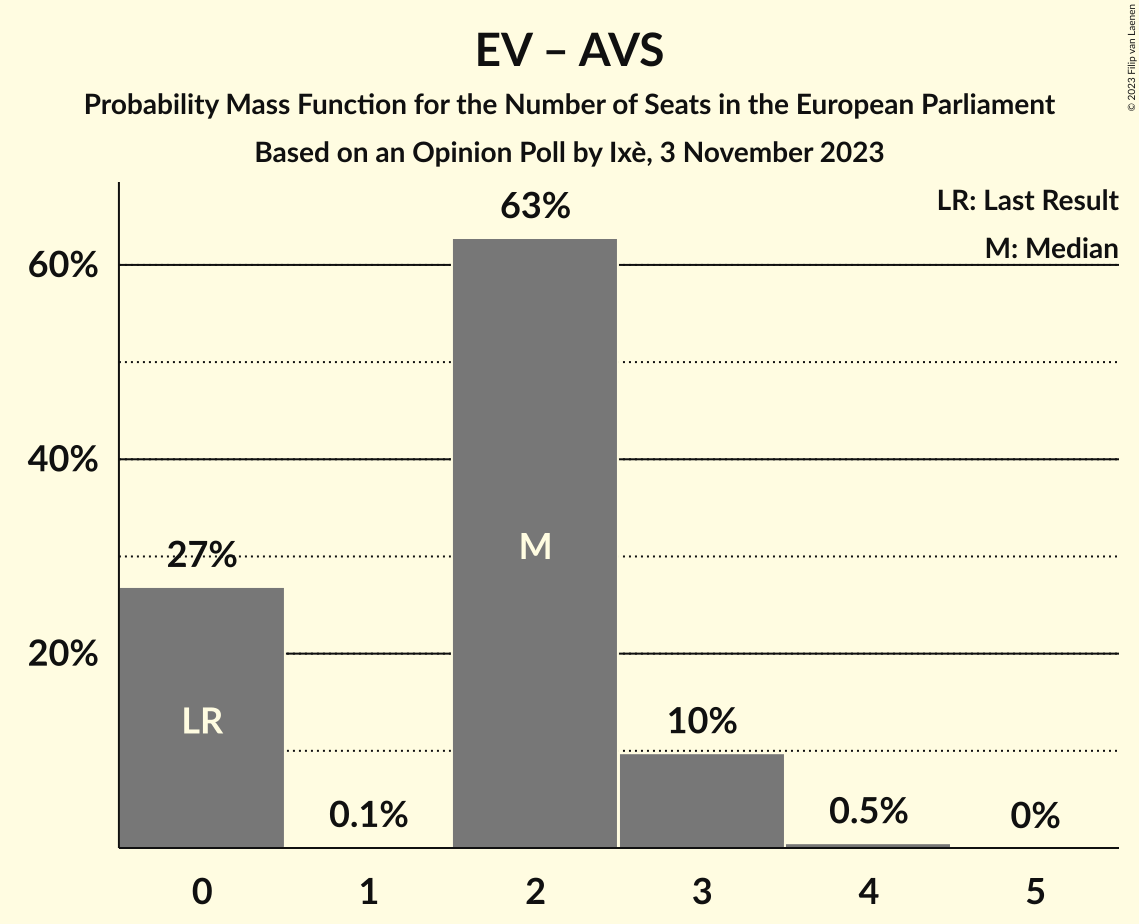 EV – AVS
Probability Mass Function for the Number of Seats in the European Parliament
Based on an Opinion Poll by Ixè, 3 November 2023
© 2023 Filip van Laenen
LR: Last Result
M: Median
63%
60%
40%
M
27%
20%
LR
10%
0.1%
0.5%
0%
0 1 2 3 4 5